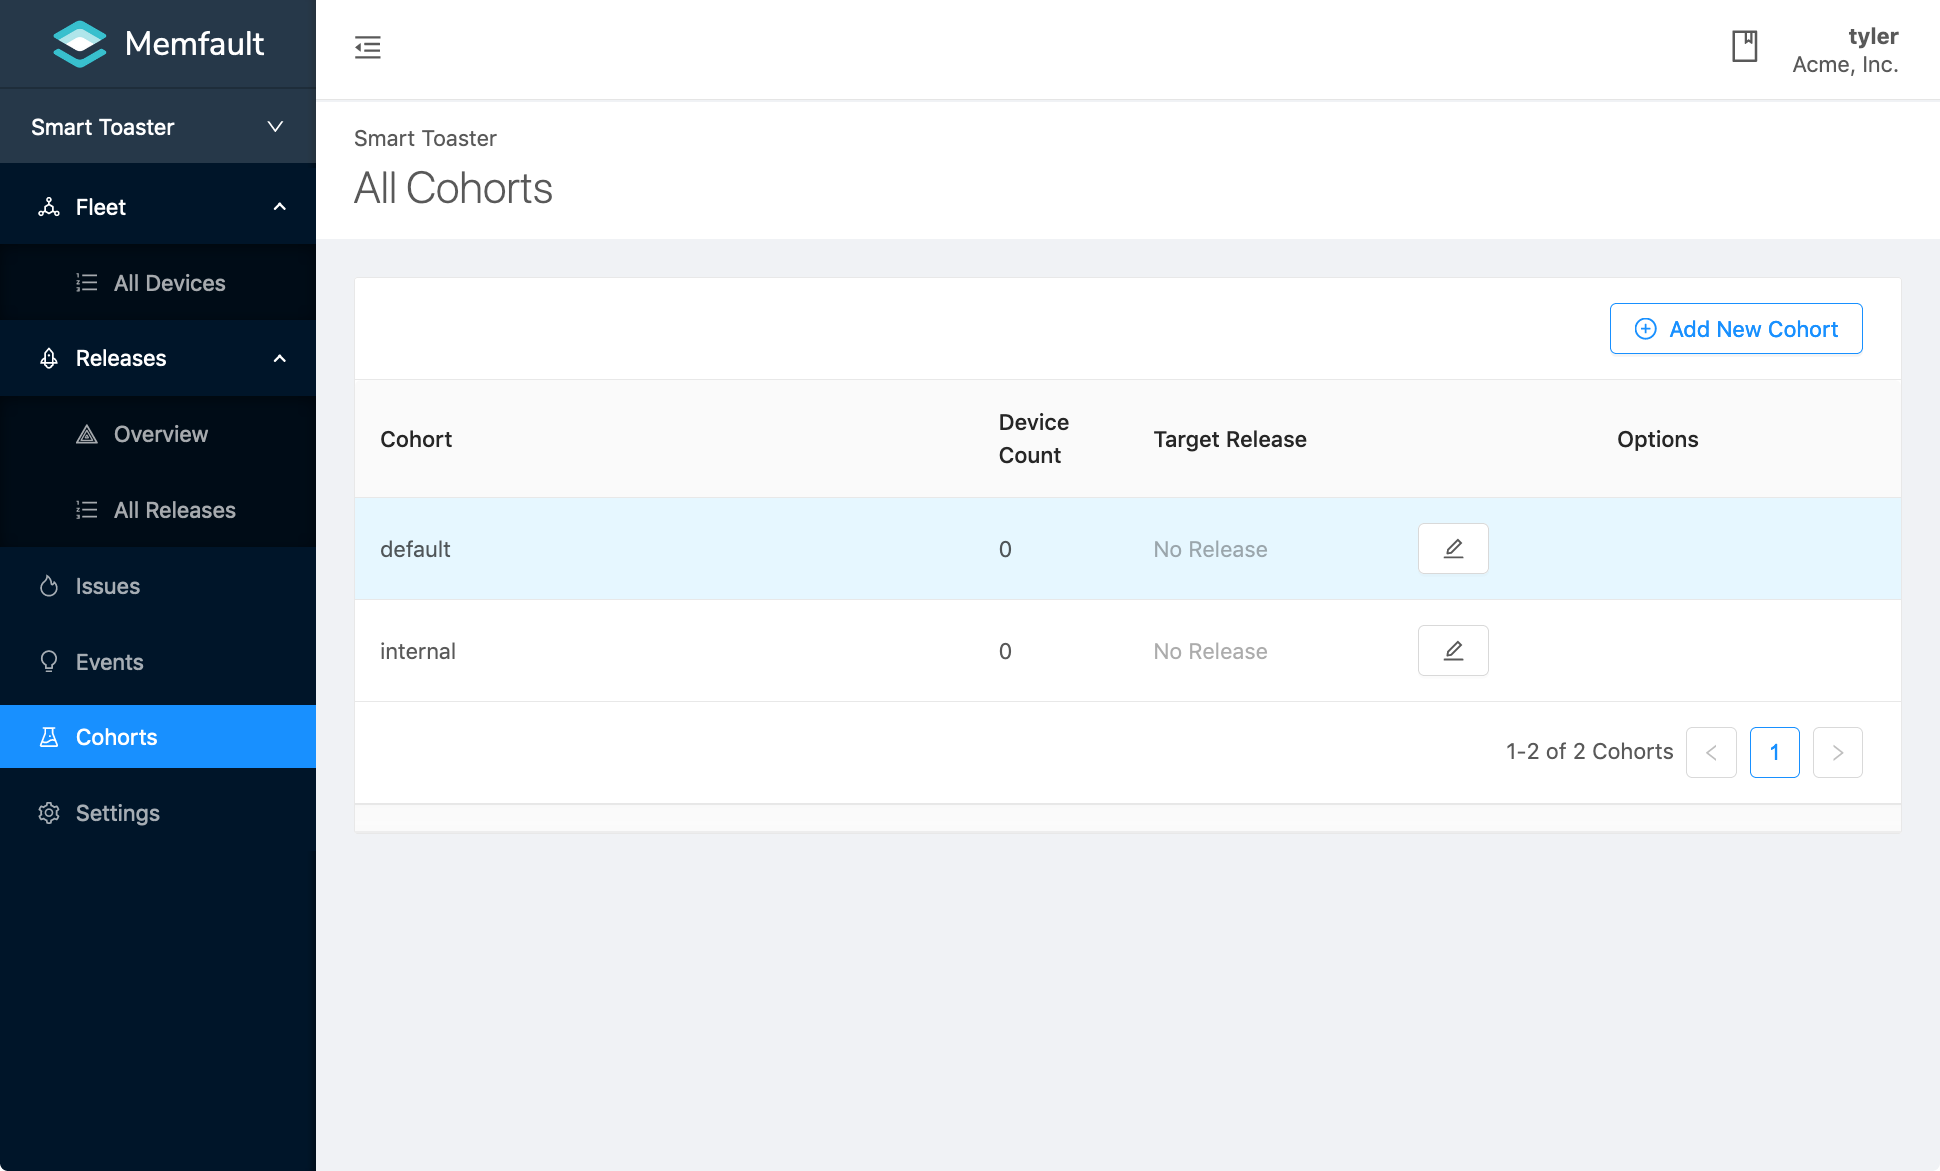 Memfault
tyler
Acme, Inc.
Smart Toaster
Fleet
All Devices
Releases
Overview
All Releases
Issues
Events
Cohorts
Settings
Smart Toaster
All Cohorts
Add New Cohort
Cohort
Device
Count
Target Release
Options
default
0
No Release
internal
0
No Release
1-2 of 2 Cohorts
1